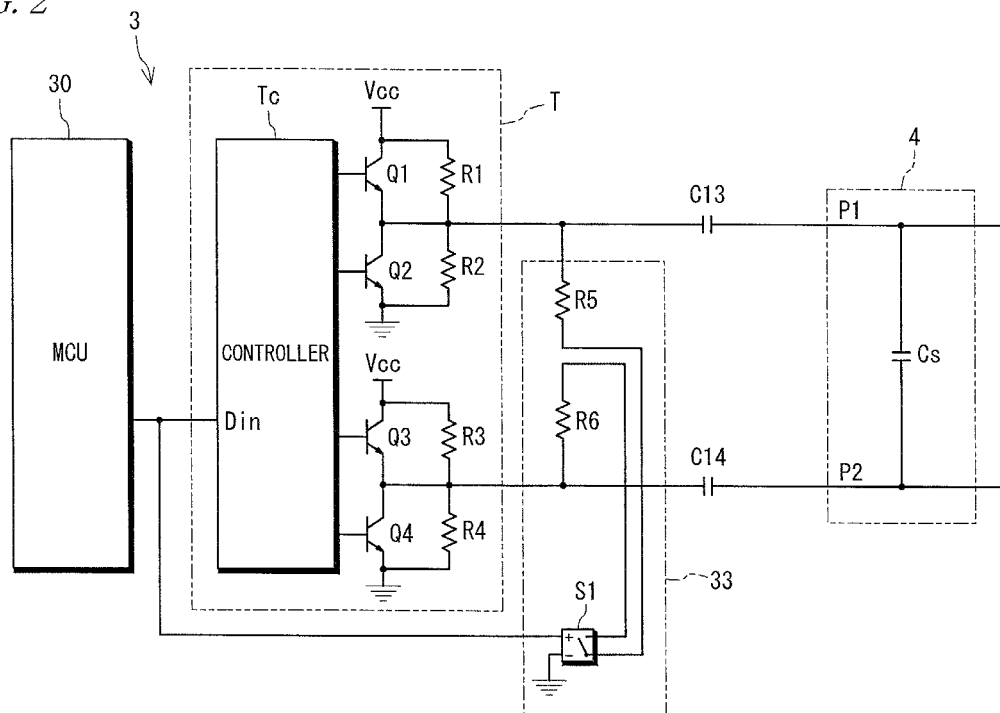 G. 2
3
30
Tc
Vcc
T
4
Q1
R1
C13
P1
Q2
R2
R5
MCU
CONTROLLER
Vcc
Cs
Din
Q3
R3
R6
C14
P2
Q4
R4
S1
33
+
-